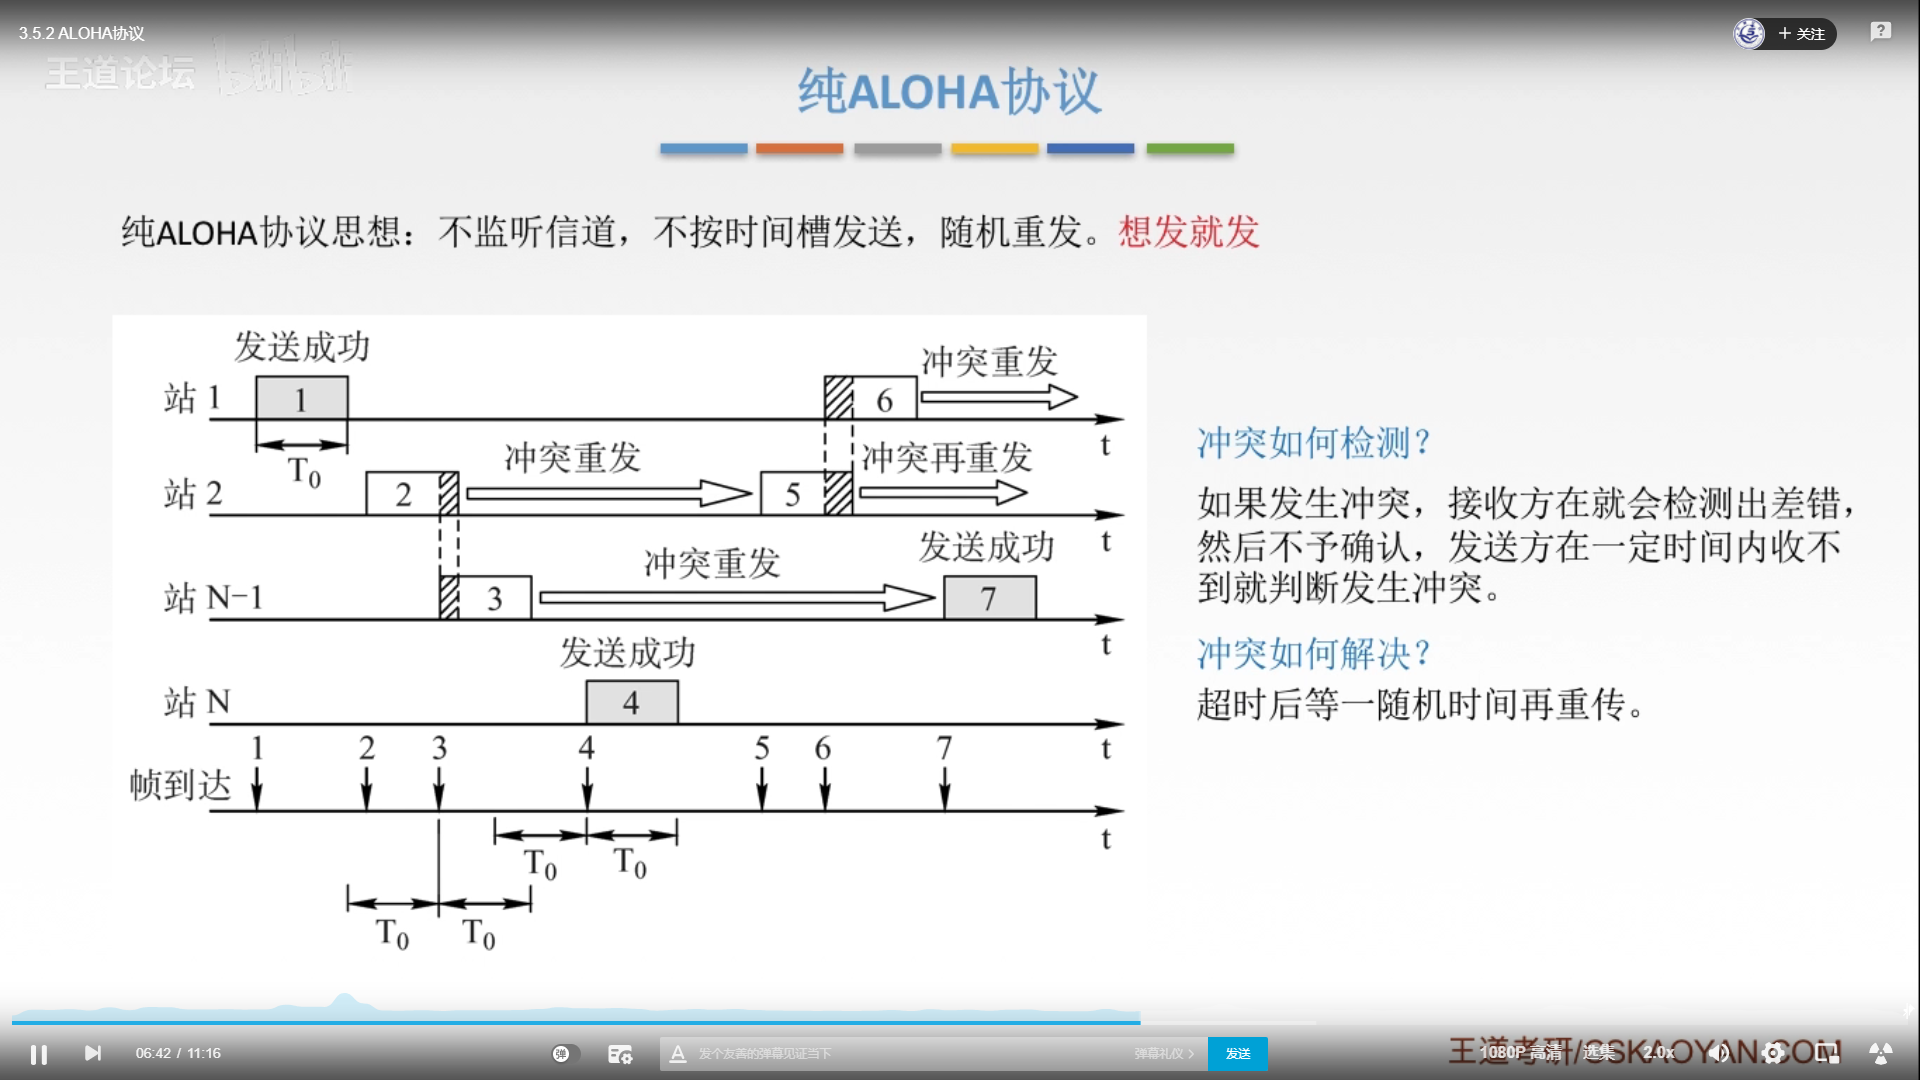 3.5.2 ALOHA协议
+ 关注
?
王道论坛 bilibili
纯ALOHA协议
纯ALOHA协议思想：不监听信道，不按时间槽发送，随机重发。想发就发
发送成功
冲突重发
站 1
1
6
t
T0
冲突重发
冲突再重发
站 2
2
5
t
冲突重发
发送成功
站 N-1
3
7
t
发送成功
站 N
4
1 2 3 4 5 6 7 t
帧到达
t
T0 T0
T0 T0
冲突如何检测？
如果发生冲突，接收方在就会检测出差错，
然后不予确认，发送方在一定时间内收不
到就判断发生冲突。
冲突如何解决？
超时后等一随机时间再重传。
06:42 / 11:16
弹
A 发个友善的弹幕见证当下
弹幕礼仪 >
发送
王道考研/CSKAOYAN.COM
1080P 高清
选集
2.0x